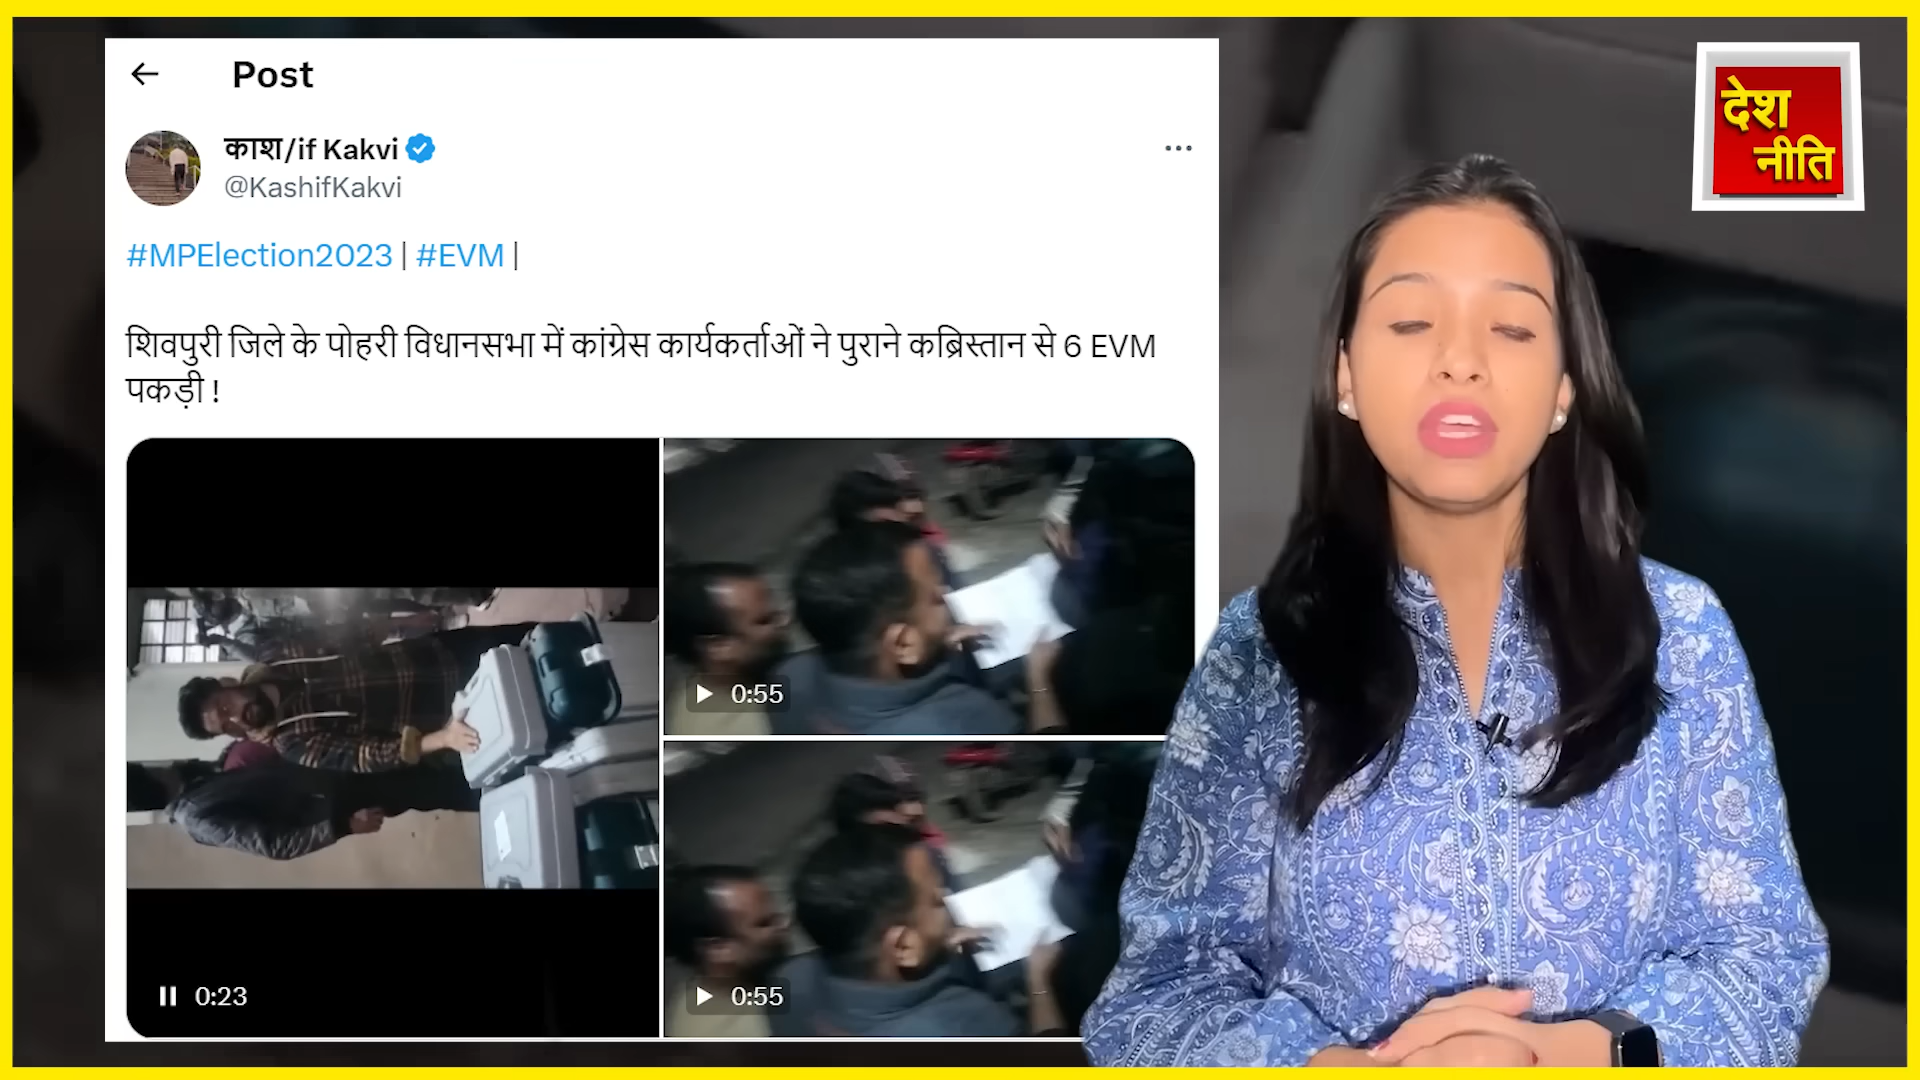 Post
काश/if Kakvi
@KashifKakvi
#MPElection2023 | #EVM |
शिवपुरी जिले के पोहरी विधानसभा में कांग्रेस कार्यकर्ताओं ने पुराने कब्रिस्तान से 6 EVM
पकड़ी !
0:23
0:55
0:55
देश
नीति